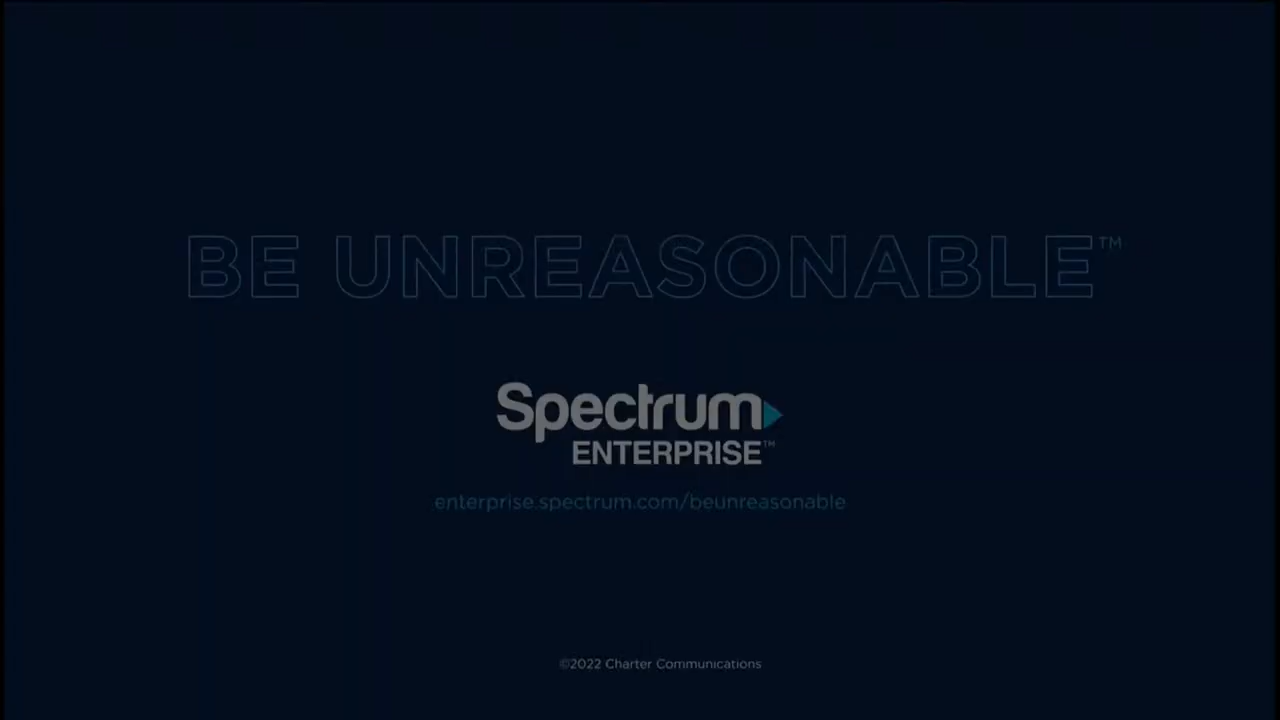 BE UNREASONABLE™
Spectrum
ENTERPRISE™
enterprise.spectrum.com/beunreasonable
©2022 Charter Communications